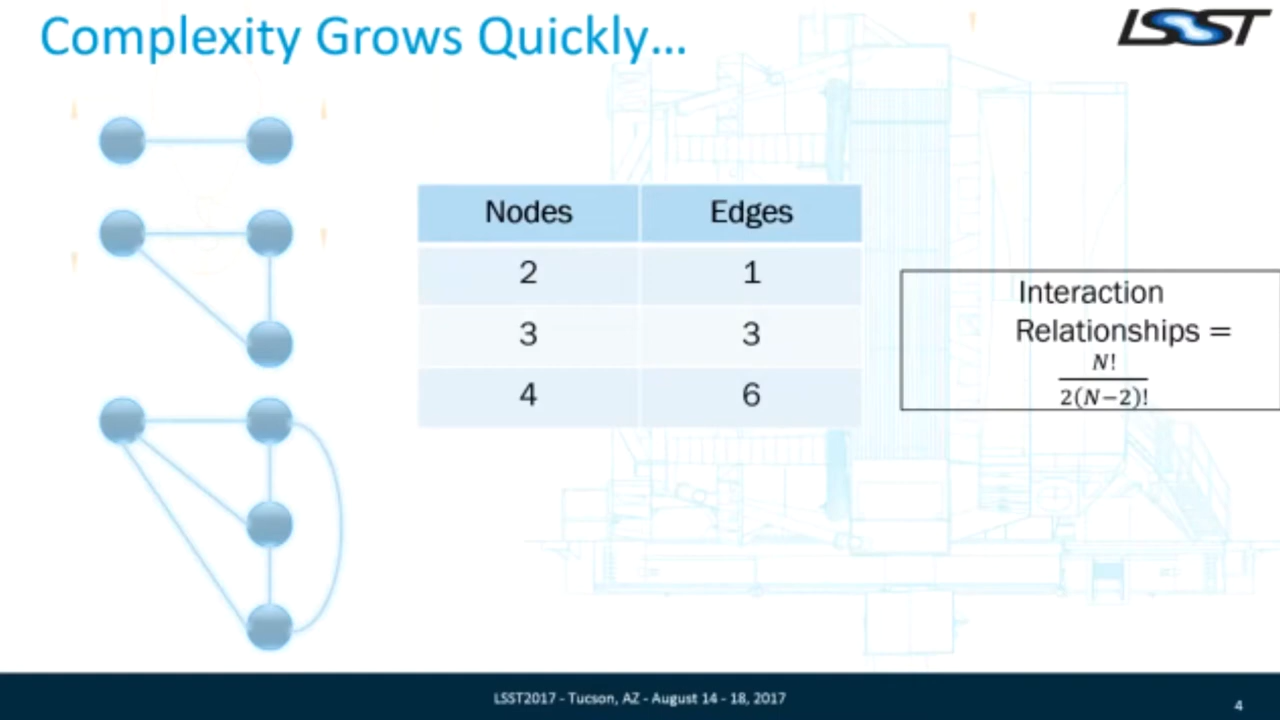 Complexity Grows Quickly...
LSST
Nodes Edges
2 1
3 3
4 6
Interaction
Relationships =
N!
2(N−2)!
LSST2017 - Tucson, AZ - August 14 - 18, 2017
4